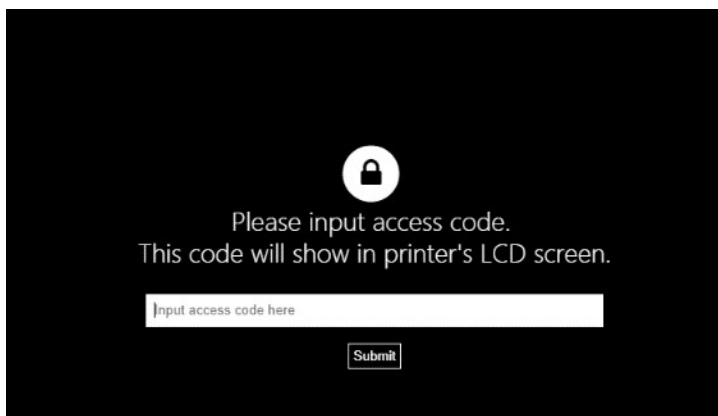 Please input access code.
This code will show in printer's LCD screen.
Input access code here
Submit